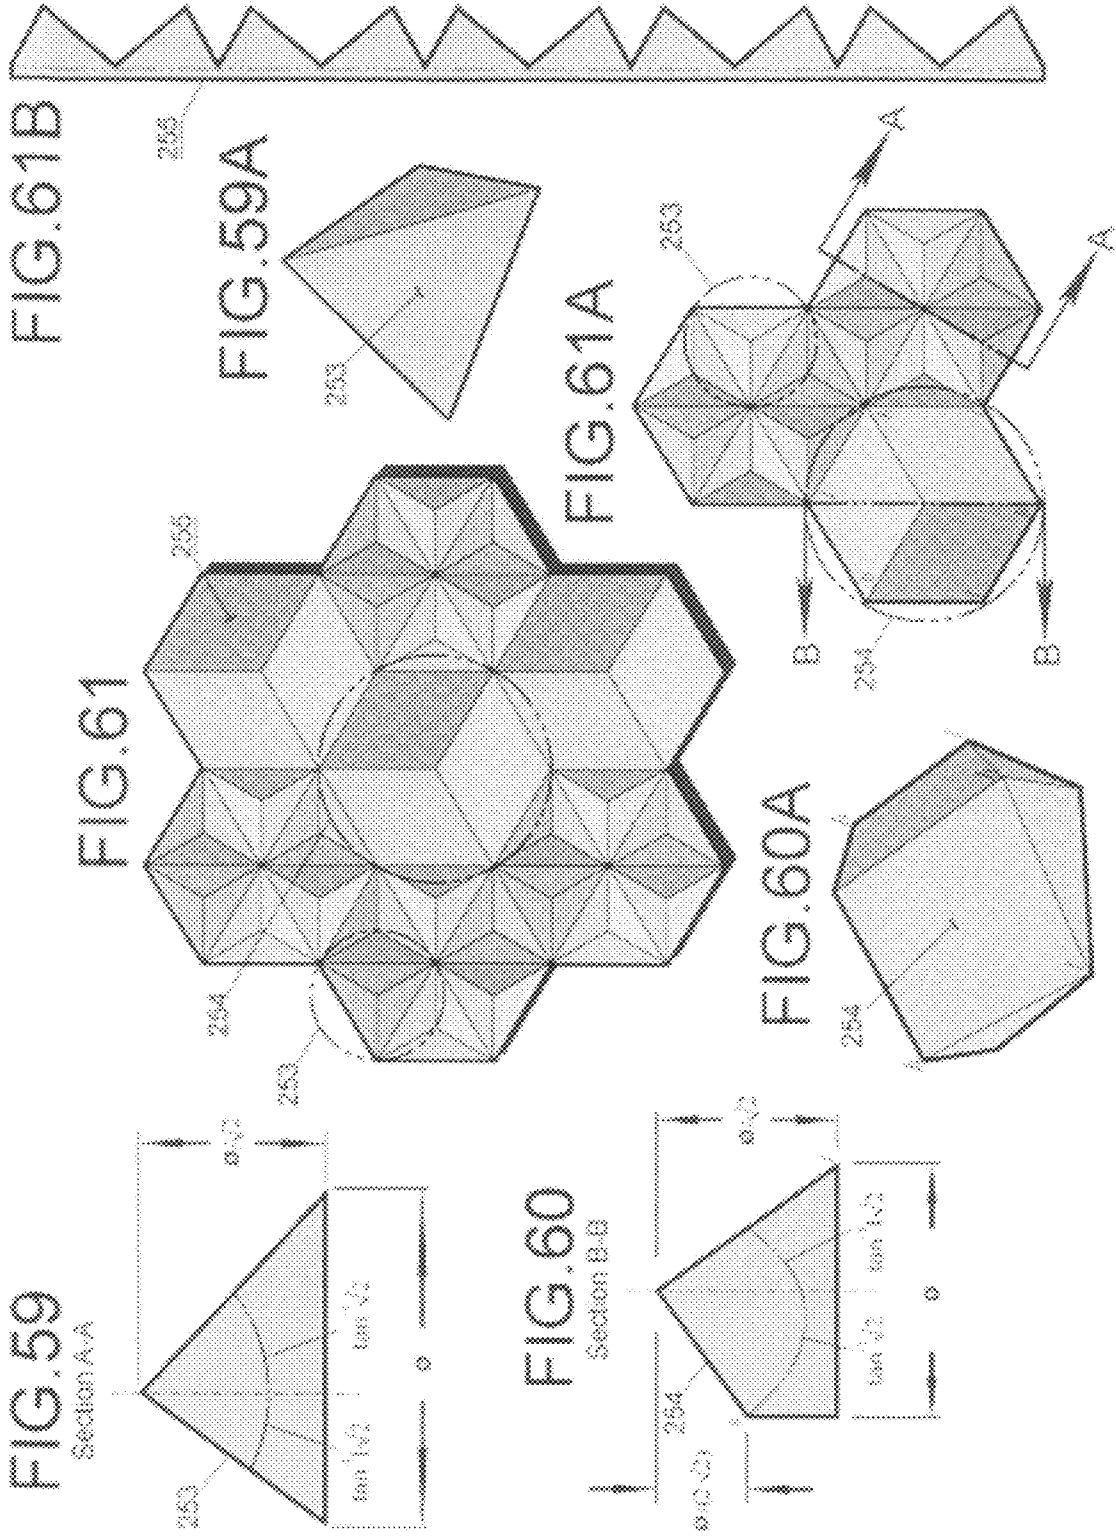 FIG.61B
255
FIG.59A
253
FIG.61A
253
A
A
B
B
254
FIG.61
255
254
253
FIG.60A
254
FIG.59
Section A-A
253
FIG.60
Section B-B
254